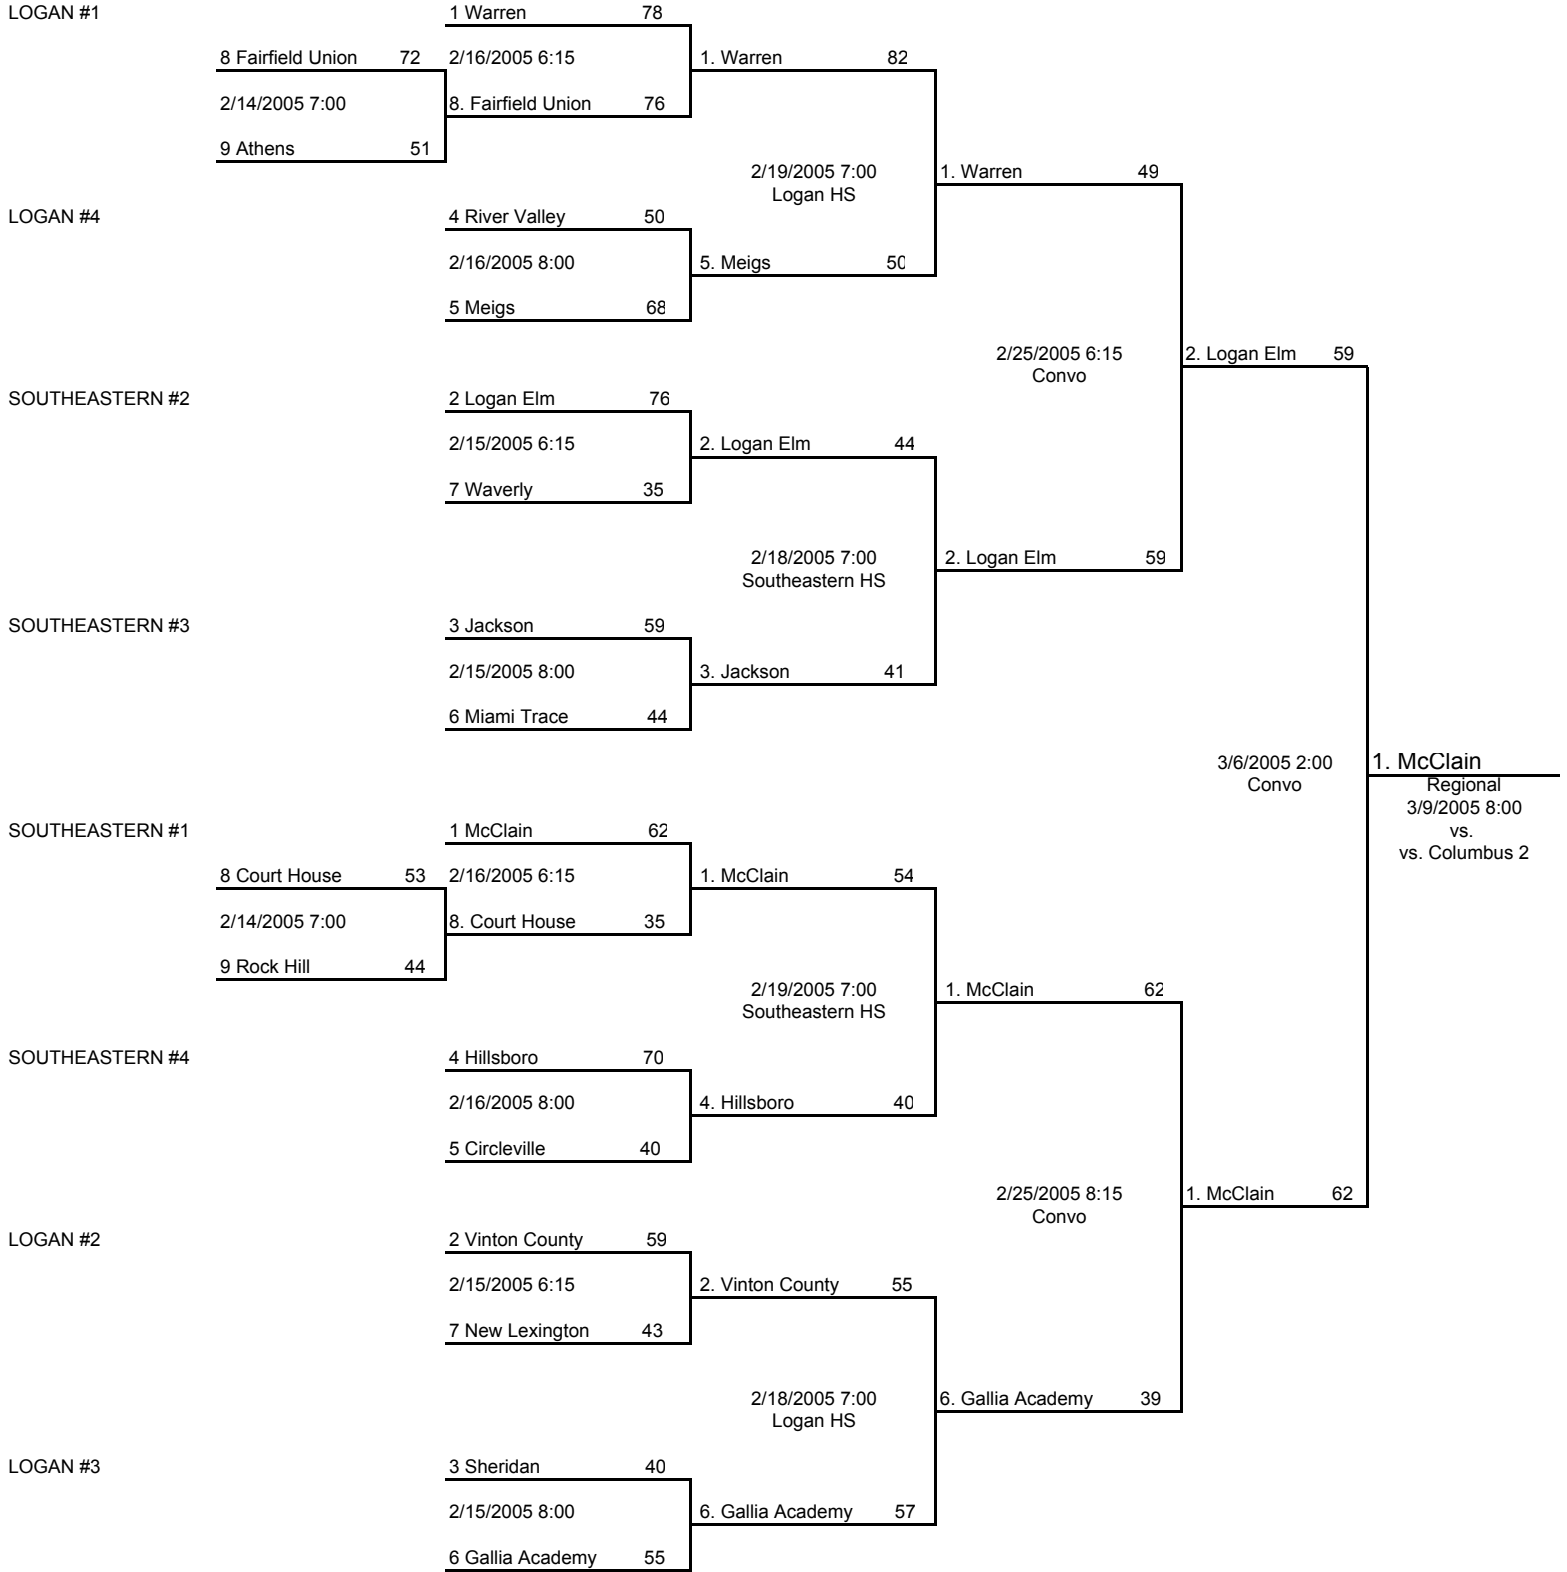 LOGAN #1
1 Warren 78
8 Fairfield Union 72
2/16/2005 6:15
1. Warren 82
2/14/2005 7:00
8. Fairfield Union 76
9 Athens 51
2/19/2005 7:00
Logan HS
1. Warren 49
LOGAN #4
4 River Valley 50
2/16/2005 8:00
5. Meigs 50
5 Meigs 68
2/25/2005 6:15
Convo
2. Logan Elm 59
SOUTHEASTERN #2
2 Logan Elm 76
2/15/2005 6:15
2. Logan Elm 44
7 Waverly 35
2/18/2005 7:00
Southeastern HS
2. Logan Elm 59
SOUTHEASTERN #3
3 Jackson 59
2/15/2005 8:00
3. Jackson 41
6 Miami Trace 44
3/6/2005 2:00
Convo
1. McClain
Regional
3/9/2005 8:00
vs.
vs. Columbus 2
SOUTHEASTERN #1
1 McClain 62
8 Court House 53
2/16/2005 6:15
1. McClain 54
2/14/2005 7:00
8. Court House 35
9 Rock Hill 44
2/19/2005 7:00
Southeastern HS
1. McClain 62
SOUTHEASTERN #4
4 Hillsboro 70
2/16/2005 8:00
4. Hillsboro 40
5 Circleville 40
2/25/2005 8:15
Convo
1. McClain 62
LOGAN #2
2 Vinton County 59
2/15/2005 6:15
2. Vinton County 55
7 New Lexington 43
2/18/2005 7:00
Logan HS
6. Gallia Academy 39
LOGAN #3
3 Sheridan 40
2/15/2005 8:00
6. Gallia Academy 57
6 Gallia Academy 55